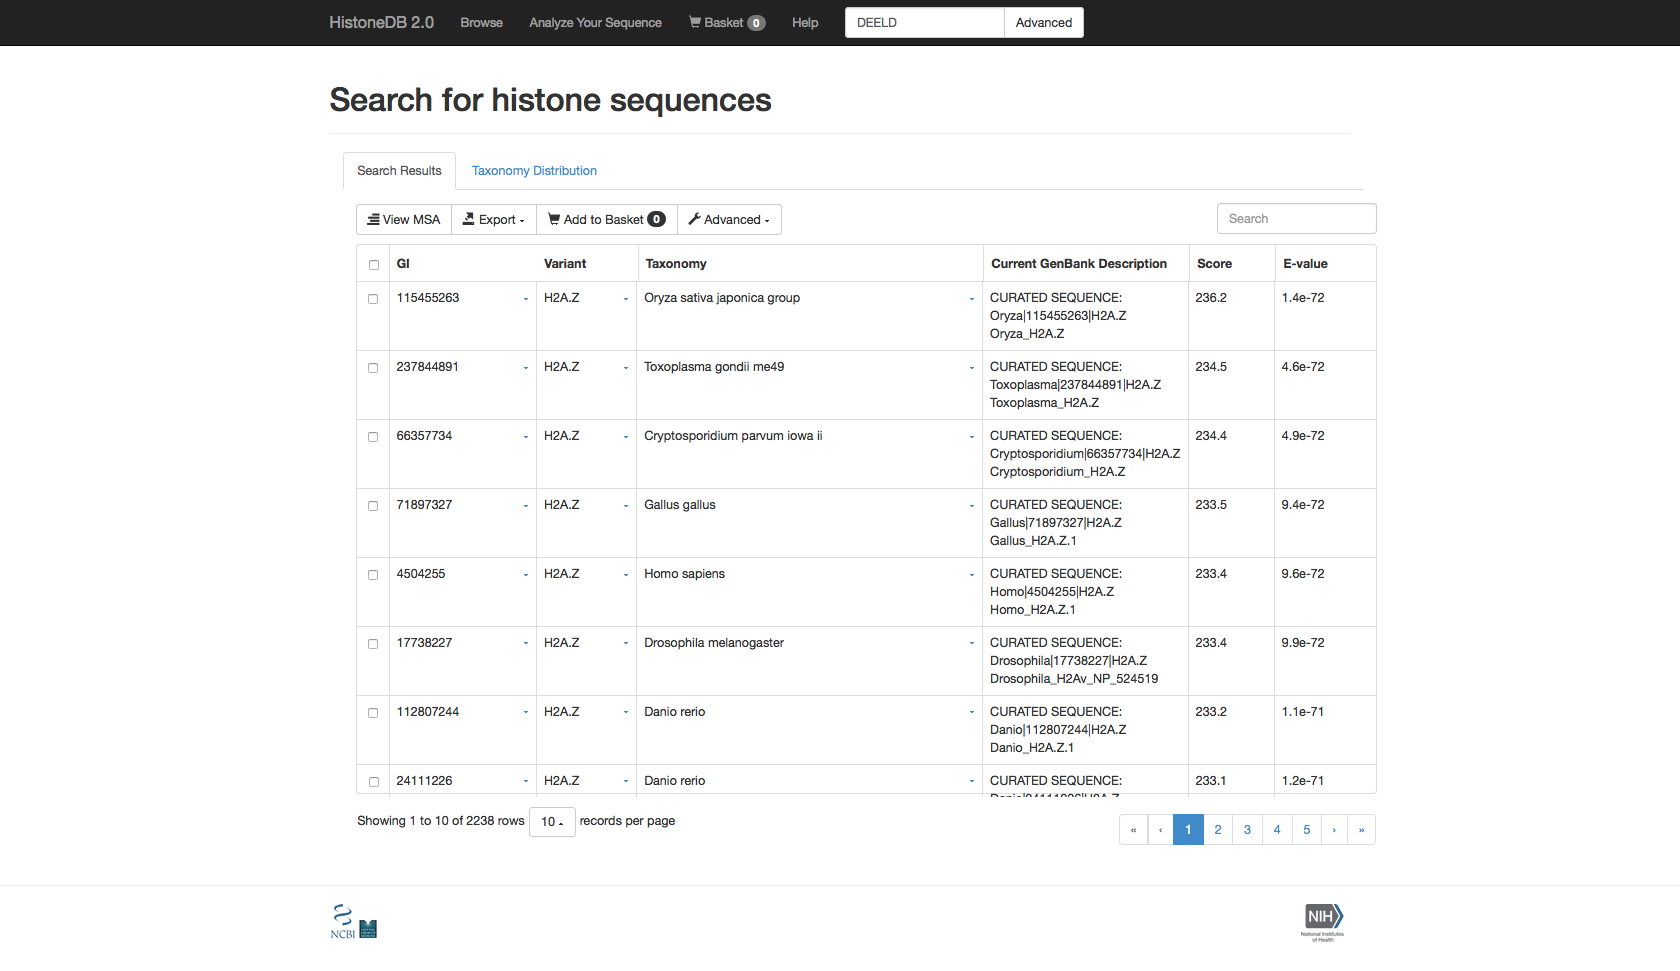 HistoneDB 2.0 Browse Analyze Your Sequence Basket 0 Help DEELD Advanced
Search for histone sequences
Search Results Taxonomy Distribution
View MSA Export Add to Basket 0 Advanced Search
GI Variant Taxonomy Current GenBank Description Score E-value
115455263 H2A.Z Oryza sativa japonica group CURATED SEQUENCE: 236.2 1.4e-72
Oryza|115455263|H2A.Z
Oryza_H2A.Z
237844891 H2A.Z Toxoplasma gondii me49 CURATED SEQUENCE: 234.5 4.6e-72
Toxoplasma|237844891|H2A.Z
Toxoplasma_H2A.Z
66357734 H2A.Z Cryptosporidium parvum iowa ii CURATED SEQUENCE: 234.4 4.9e-72
Cryptosporidium|66357734|H2A.Z
Cryptosporidium_H2A.Z
71897327 H2A.Z Gallus gallus CURATED SEQUENCE: 233.5 9.4e-72
Gallus|71897327|H2A.Z
Gallus_H2A.Z.1
4504255 H2A.Z Homo sapiens CURATED SEQUENCE: 233.4 9.6e-72
Homo|4504255|H2A.Z
Homo_H2A.Z.1
17738227 H2A.Z Drosophila melanogaster CURATED SEQUENCE: 233.4 9.9e-72
Drosophila|17738227|H2A.Z
Drosophila_H2Av_NP_524519
112807244 H2A.Z Danio rerio CURATED SEQUENCE: 233.2 1.1e-71
Danio|112807244|H2A.Z
Danio_H2A.Z.1
24111226 H2A.Z Danio rerio CURATED SEQUENCE: 233.1 1.2e-71
Showing 1 to 10 of 2238 rows 10 records per page
« ‹ 1 2 3 4 5 › »
NCBI
NIH
National Institutes
of Health